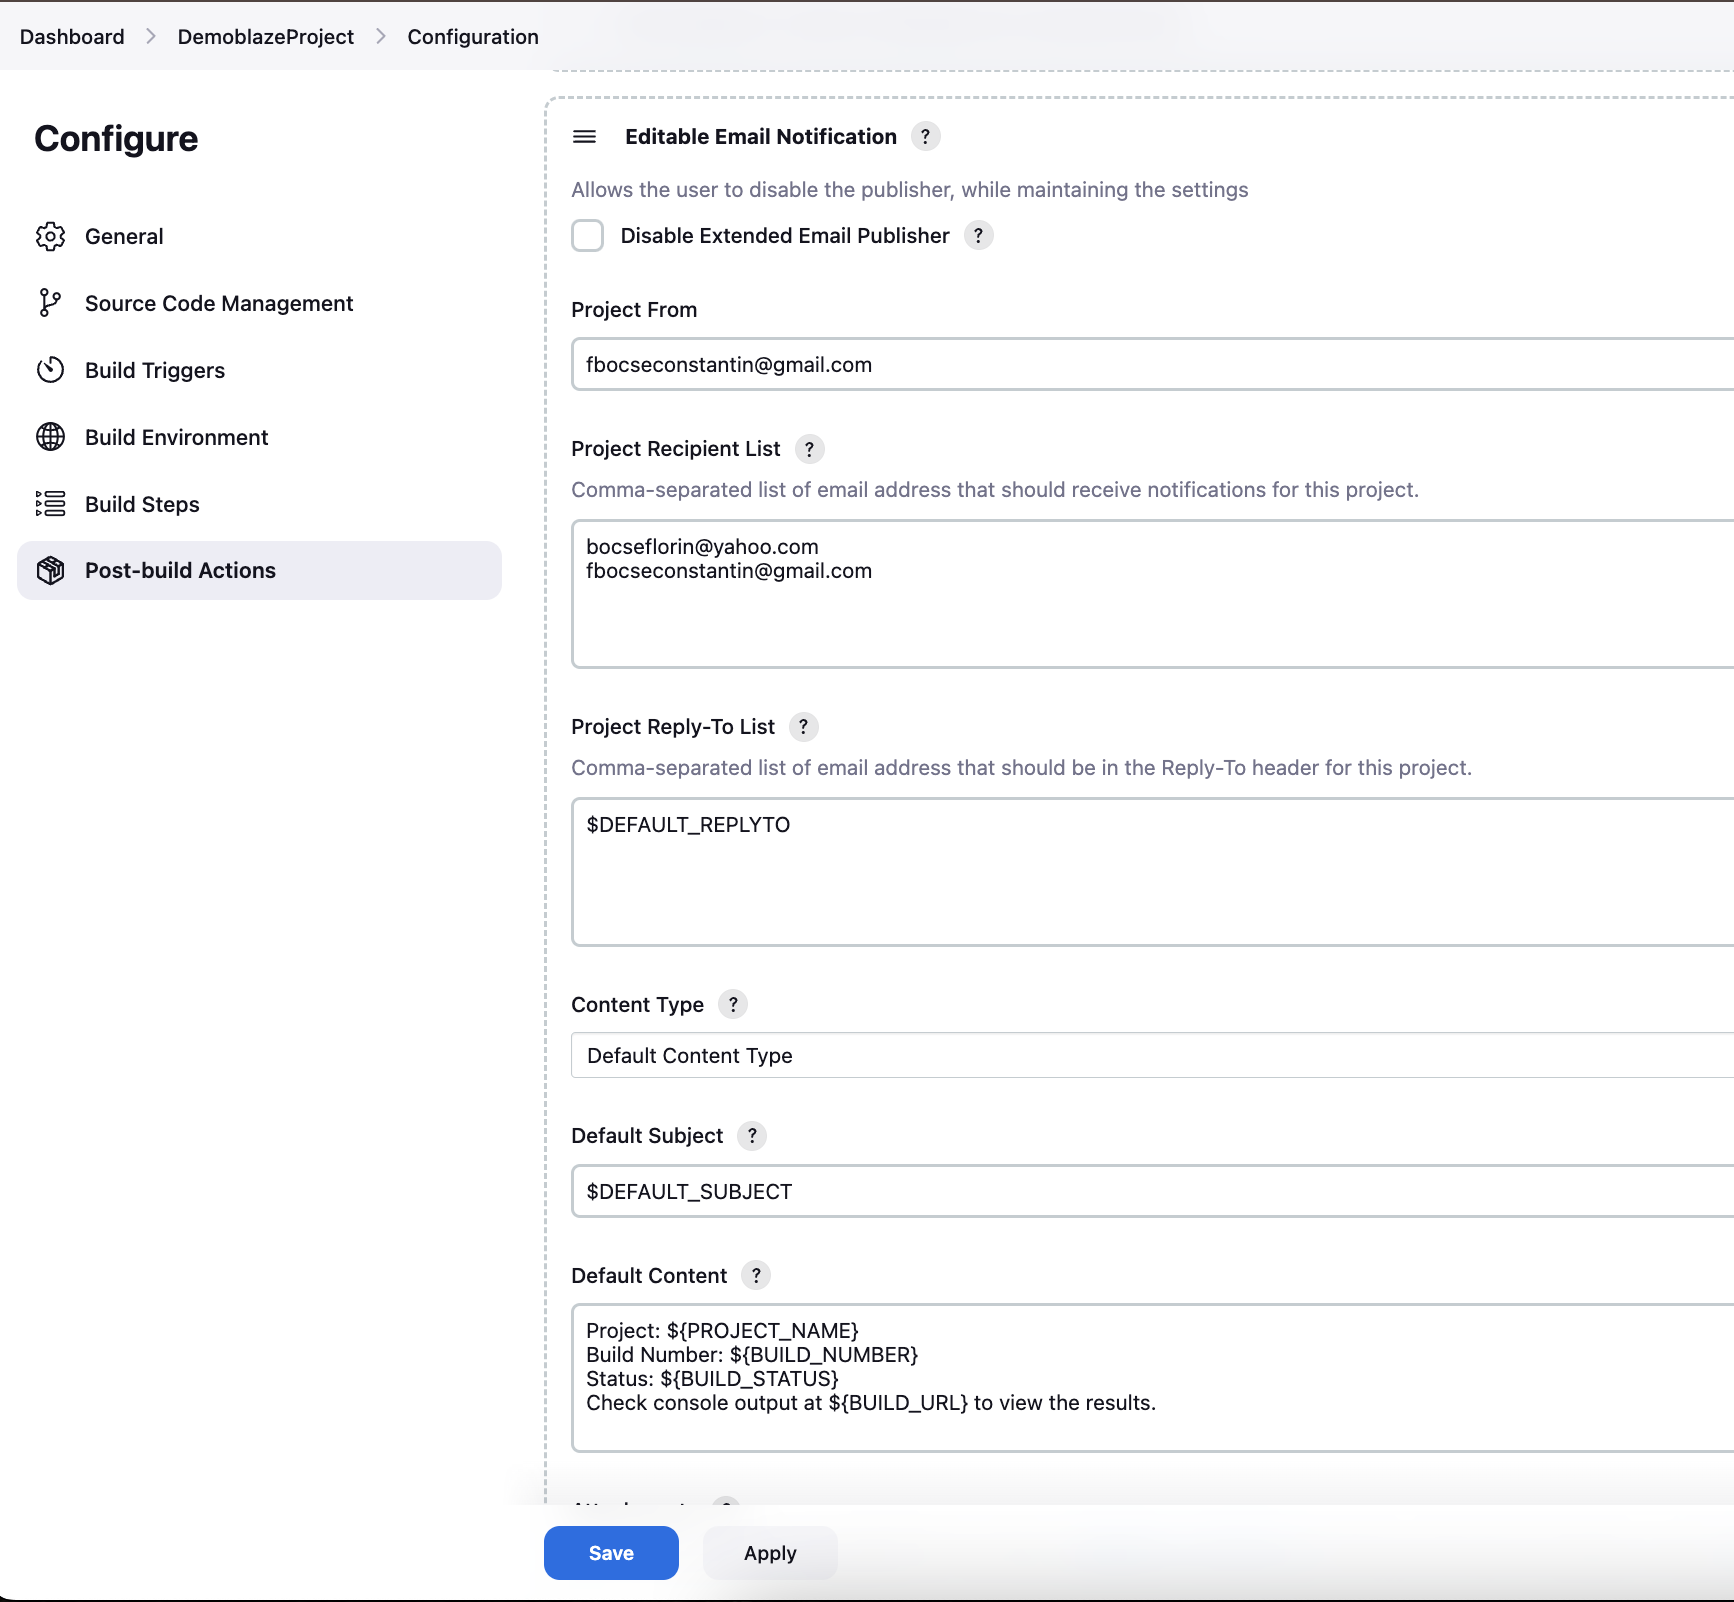 Dashboard > DemoblazeProject > Configuration
Configure
General
Source Code Management
Build Triggers
Build Environment
Build Steps
Post-build Actions
Editable Email Notification ?
Allows the user to disable the publisher, while maintaining the settings
Disable Extended Email Publisher ?
Project From
fbocseconstantin@gmail.com
Project Recipient List ?
Comma-separated list of email address that should receive notifications for this project.
bocseflorin@yahoo.com
fbocseconstantin@gmail.com
Project Reply-To List ?
Comma-separated list of email address that should be in the Reply-To header for this project.
$DEFAULT_REPLYTO
Content Type ?
Default Content Type
Default Subject ?
$DEFAULT_SUBJECT
Default Content ?
Project: ${PROJECT_NAME}
Build Number: ${BUILD_NUMBER}
Status: ${BUILD_STATUS}
Check console output at ${BUILD_URL} to view the results.
Save
Apply